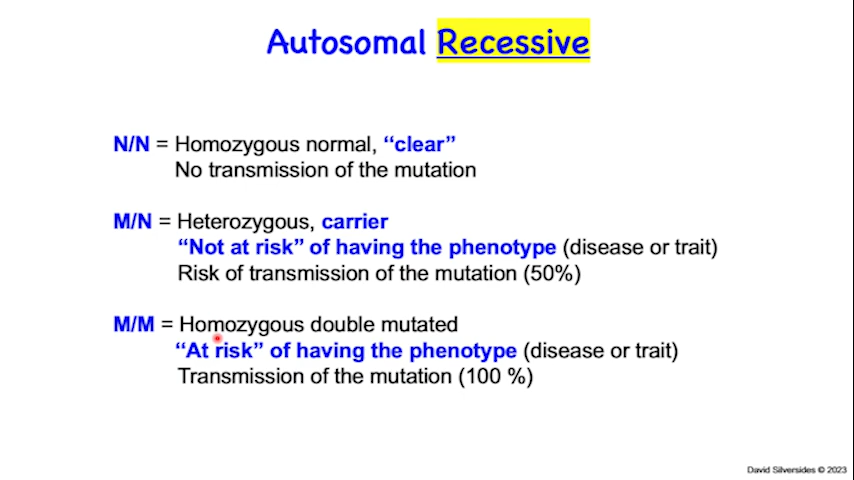 Autosomal Recessive
N/N = Homozygous normal, “clear”
No transmission of the mutation
M/N = Heterozygous, carrier
“Not at risk” of having the phenotype (disease or trait)
Risk of transmission of the mutation (50%)
M/M = Homozygous double mutated
“At risk” of having the phenotype (disease or trait)
Transmission of the mutation (100 %)
David Silversides © 2023